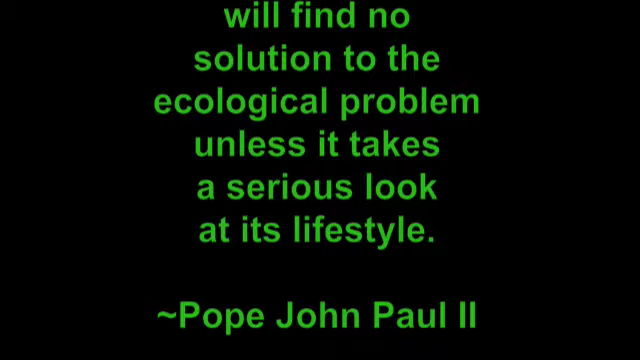 will find no
solution to the
ecological problem
unless it takes
a serious look
at its lifestyle.
~Pope John Paul II